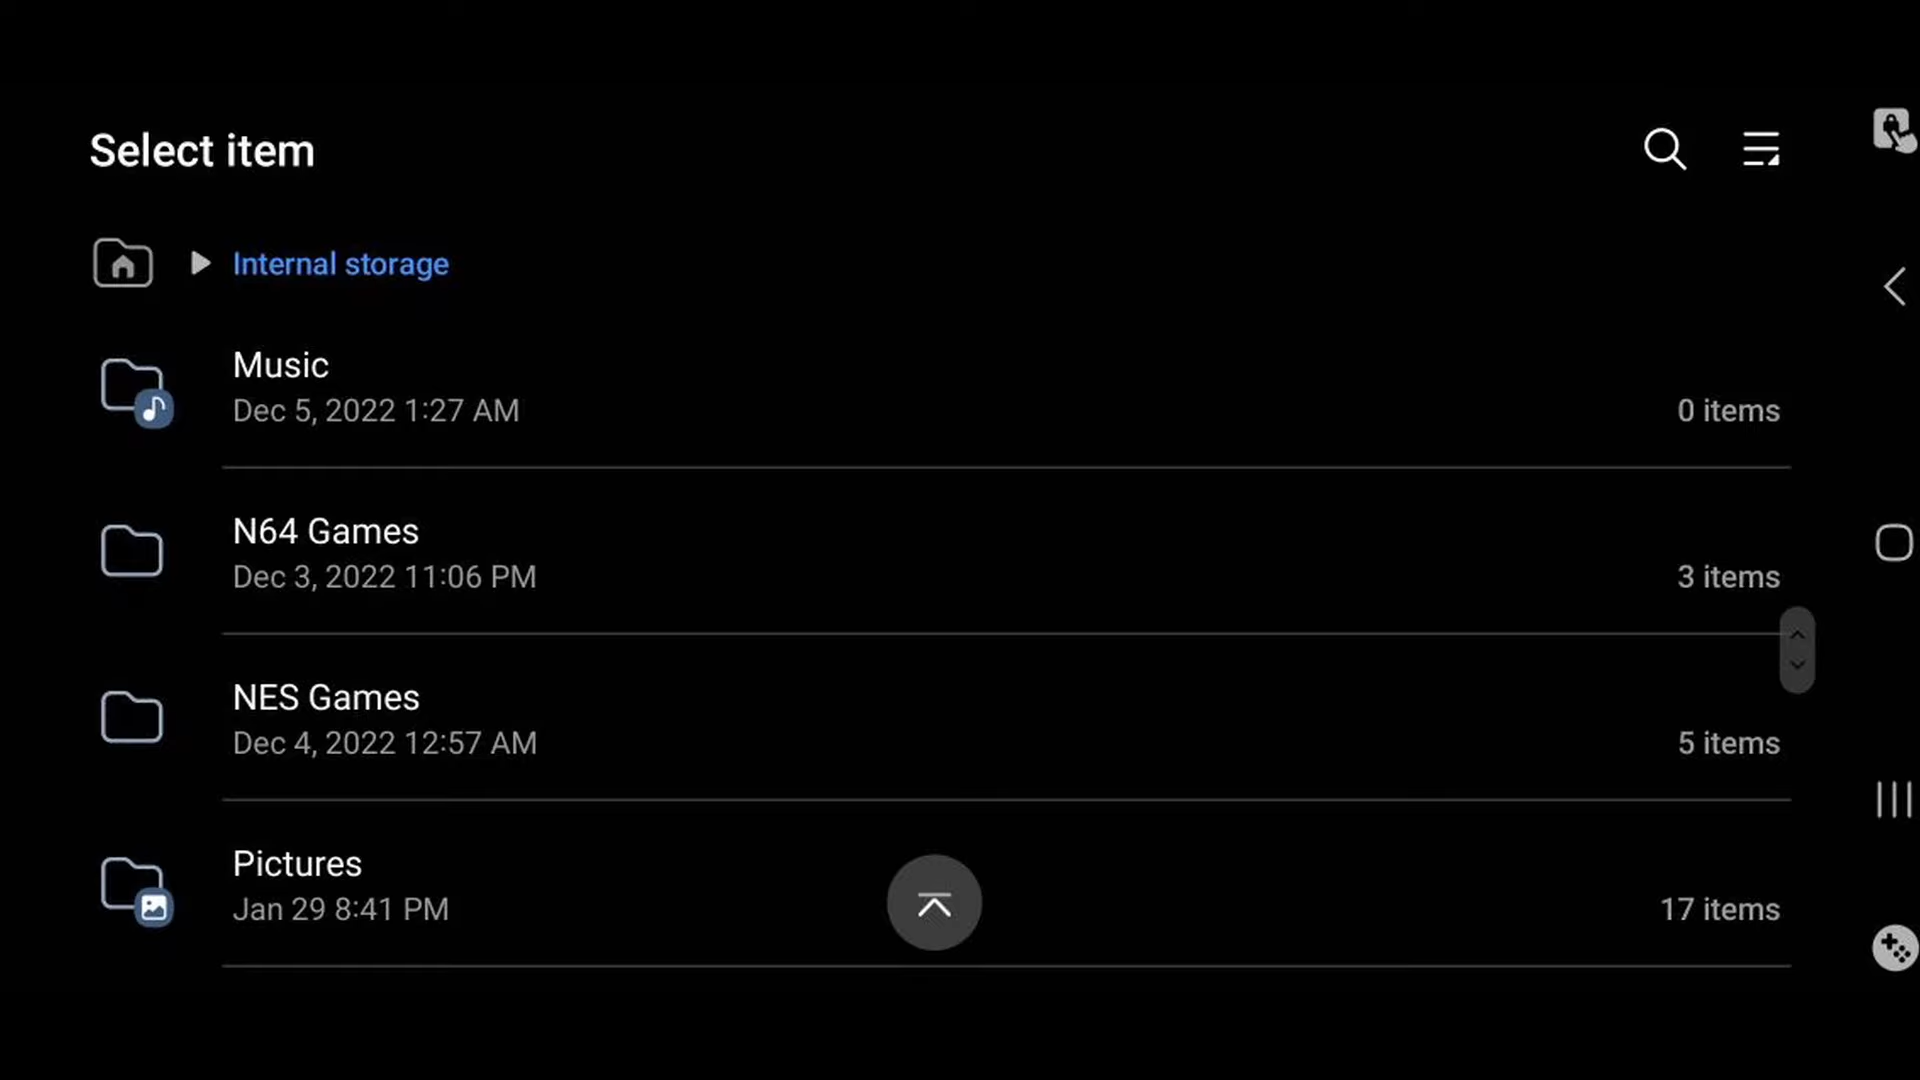 Select item
Internal storage
Music
Dec 5, 2022 1:27 AM
0 items
N64 Games
Dec 3, 2022 11:06 PM
3 items
NES Games
Dec 4, 2022 12:57 AM
5 items
Pictures
Jan 29 8:41 PM
17 items